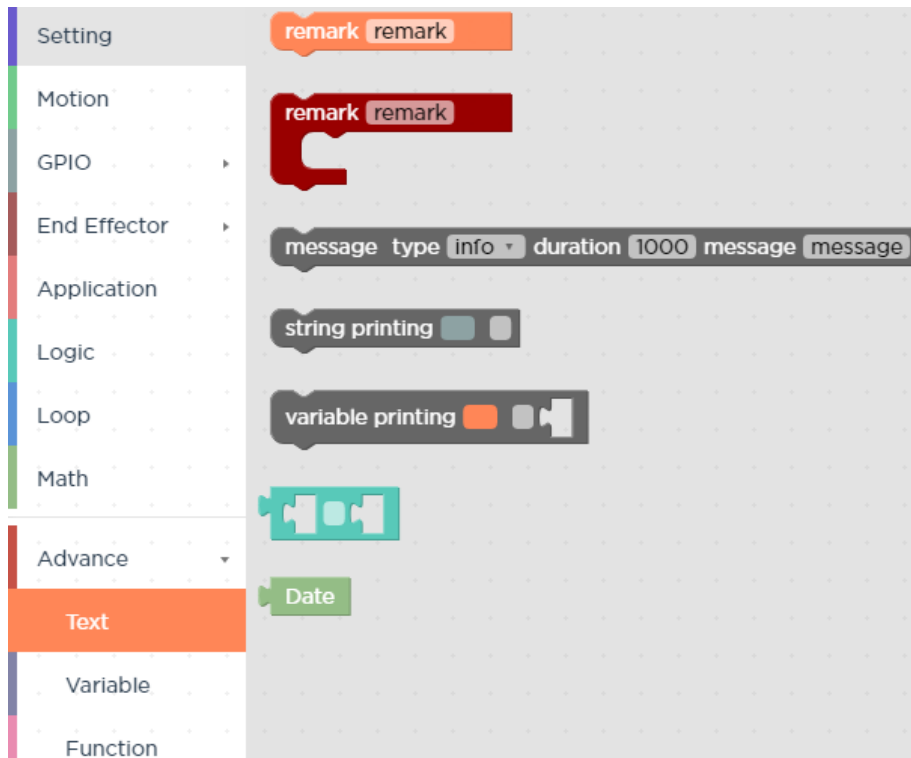 Setting
Motion
GPIO
End Effector
Application
Logic
Loop
Math
Advance
Text
Variable
Function
remark remark
remark remark
message type info duration 1000 message message
string printing
variable printing
Date